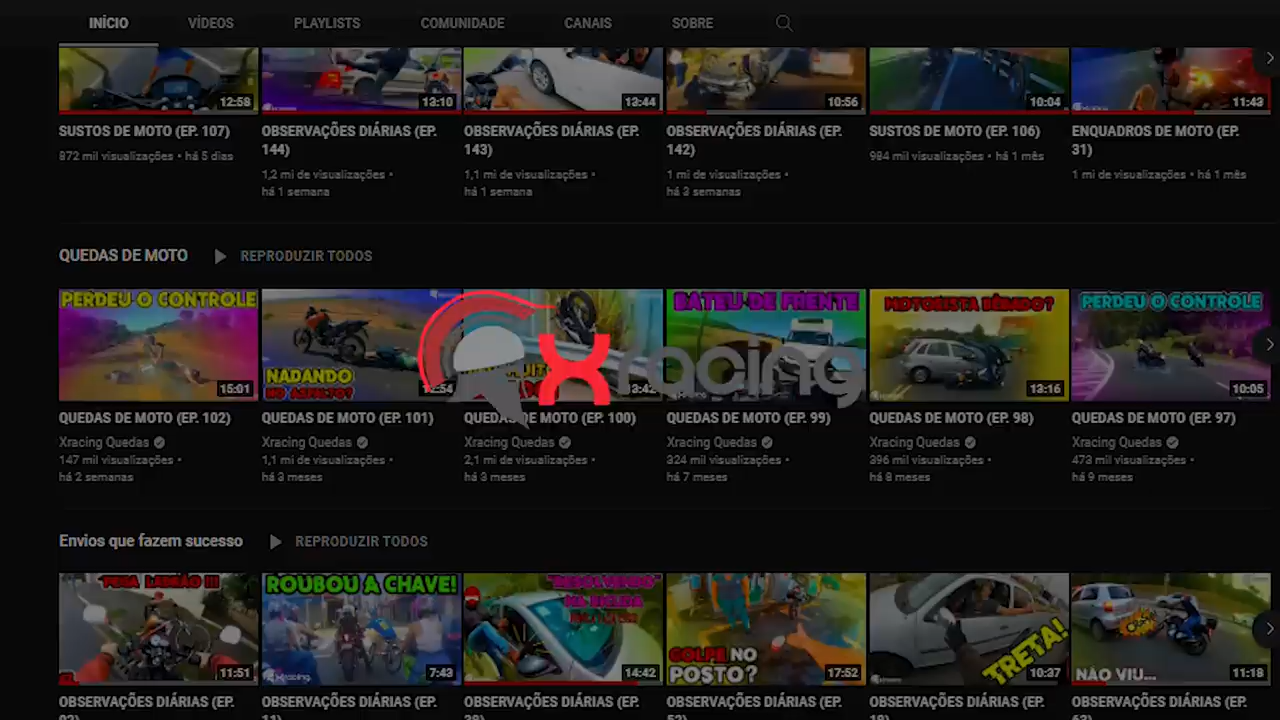 INÍCIO VÍDEOS PLAYLISTS COMUNIDADE CANAIS SOBRE
12:58 13:10 13:44 10:56 10:04 11:43
SUSTOS DE MOTO (EP. 107) OBSERVAÇÕES DIÁRIAS (EP. 144) OBSERVAÇÕES DIÁRIAS (EP. 143) OBSERVAÇÕES DIÁRIAS (EP. 142) SUSTOS DE MOTO (EP. 106) ENQUADROS DE MOTO (EP. 31)
872 mil visualizações • há 5 dias
1,2 mi de visualizações •
há 1 semana
1,1 mi de visualizações •
há 1 semana
1 mi de visualizações •
há 3 semanas
984 mil visualizações • há 1 mês
1 mi de visualizações • há 1 mês
QUEDAS DE MOTO REPRODUZIR TODOS
PERDEU O CONTROLE
15:01
NADANDO
NO ASFALTO?
BATEU DE FRENTE
MOTORISTA BÊBADO?
13:16
PERDEU O CONTROLE
10:05
xracing
QUEDAS DE MOTO (EP. 102) QUEDAS DE MOTO (EP. 101) QUEDAS DE MOTO (EP. 100) QUEDAS DE MOTO (EP. 99) QUEDAS DE MOTO (EP. 98) QUEDAS DE MOTO (EP. 97)
Xracing Quedas Xracing Quedas Xracing Quedas Xracing Quedas Xracing Quedas Xracing Quedas
147 mil visualizações • 1,1 mi de visualizações • 2,1 mi de visualizações • 324 mil visualizações • 396 mil visualizações • 473 mil visualizações •
há 2 semanas há 3 meses há 3 meses há 7 meses há 8 meses há 9 meses
Envios que fazem sucesso REPRODUZIR TODOS
PEGA LADRÃO !!!
11:51
ROUBOU A CHAVE!
7:43
"RESOLVENDO"
NA BICUDA
14:42
GOLPE NO
POSTO?
17:52
TRETA!
10:37
NÃO VIU...
11:18
OBSERVAÇÕES DIÁRIAS (EP. OBSERVAÇÕES DIÁRIAS (EP. OBSERVAÇÕES DIÁRIAS (EP. OBSERVAÇÕES DIÁRIAS (EP. OBSERVAÇÕES DIÁRIAS (EP. OBSERVAÇÕES DIÁRIAS (EP.